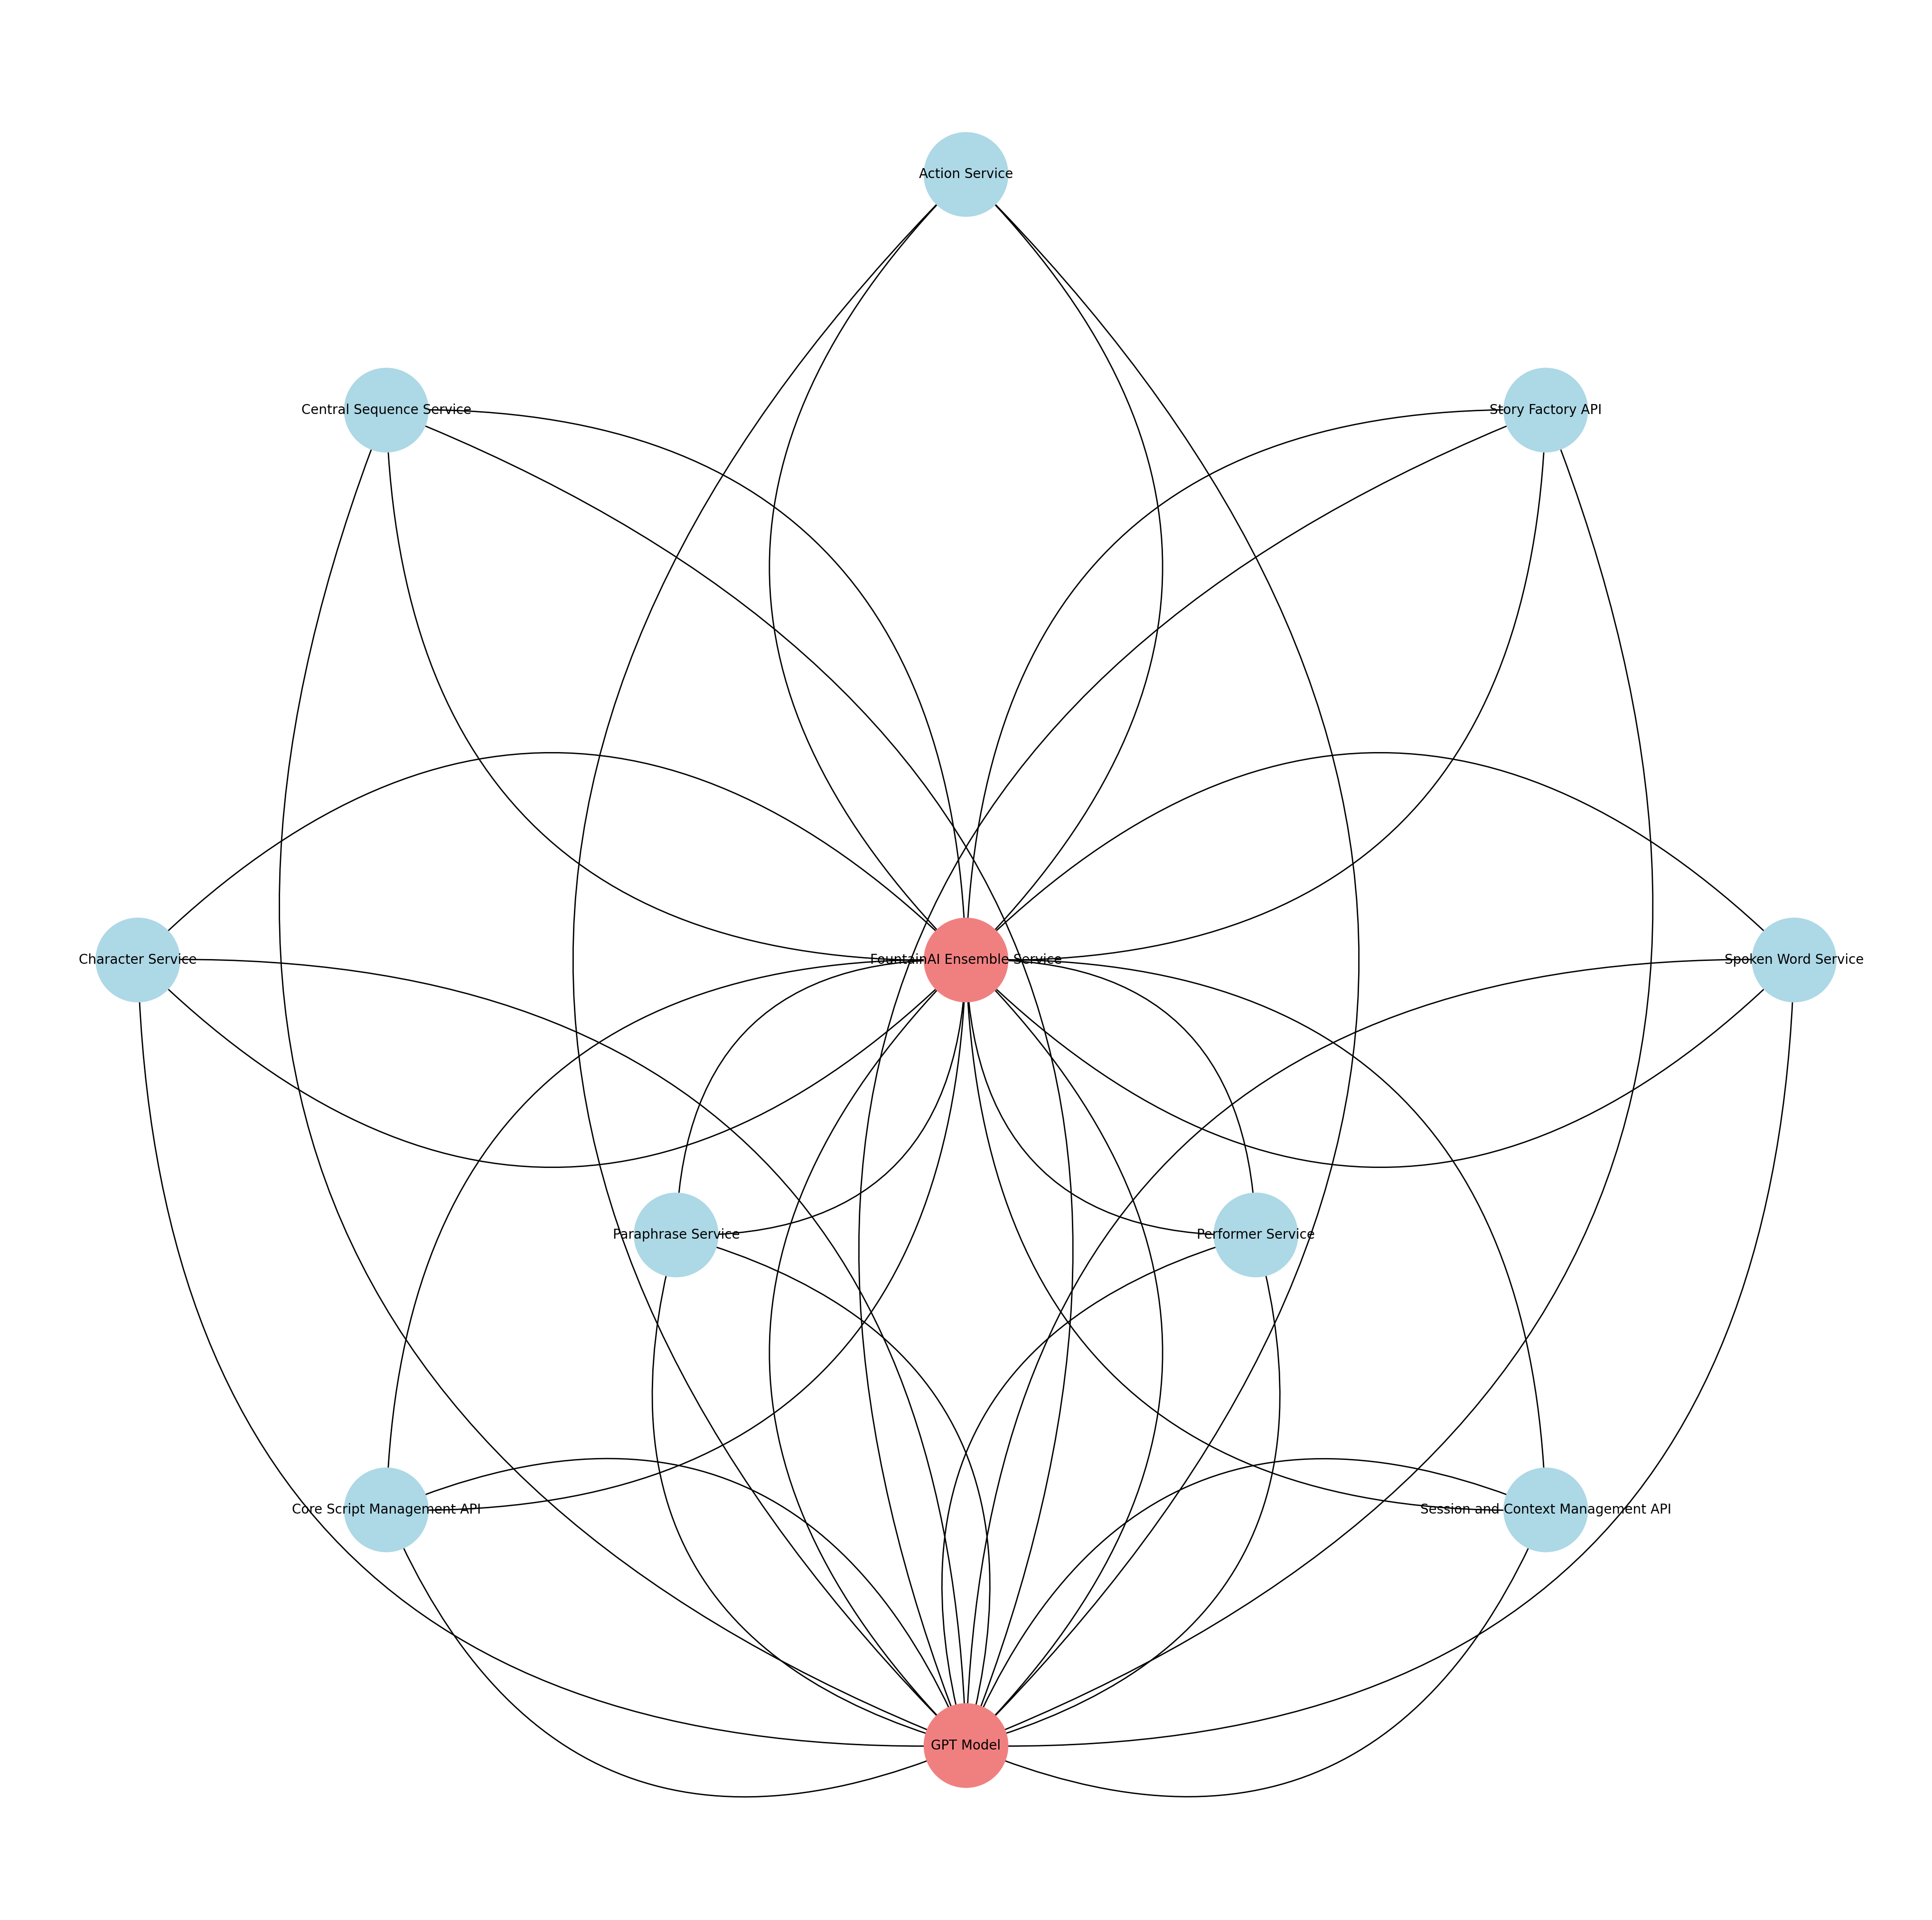 Action Service
Central Sequence Service
Story Factory API
Character Service
FountainAI Ensemble Service
Spoken Word Service
Paraphrase Service
Performer Service
Core Script Management API
Session and Context Management API
GPT Model